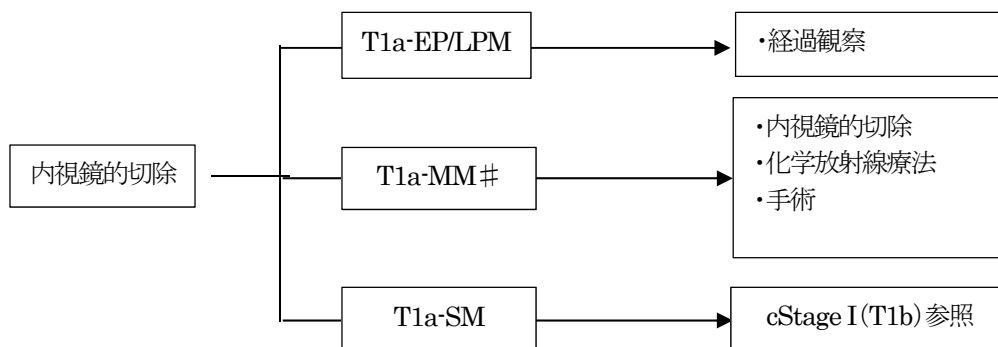 T1a-EP/LPM
・経過観察
内視鏡的切除
T1a-MM♯
・内視鏡的切除
・化学放射線療法
・手術
T1a-SM
cStage I(T1b)参照